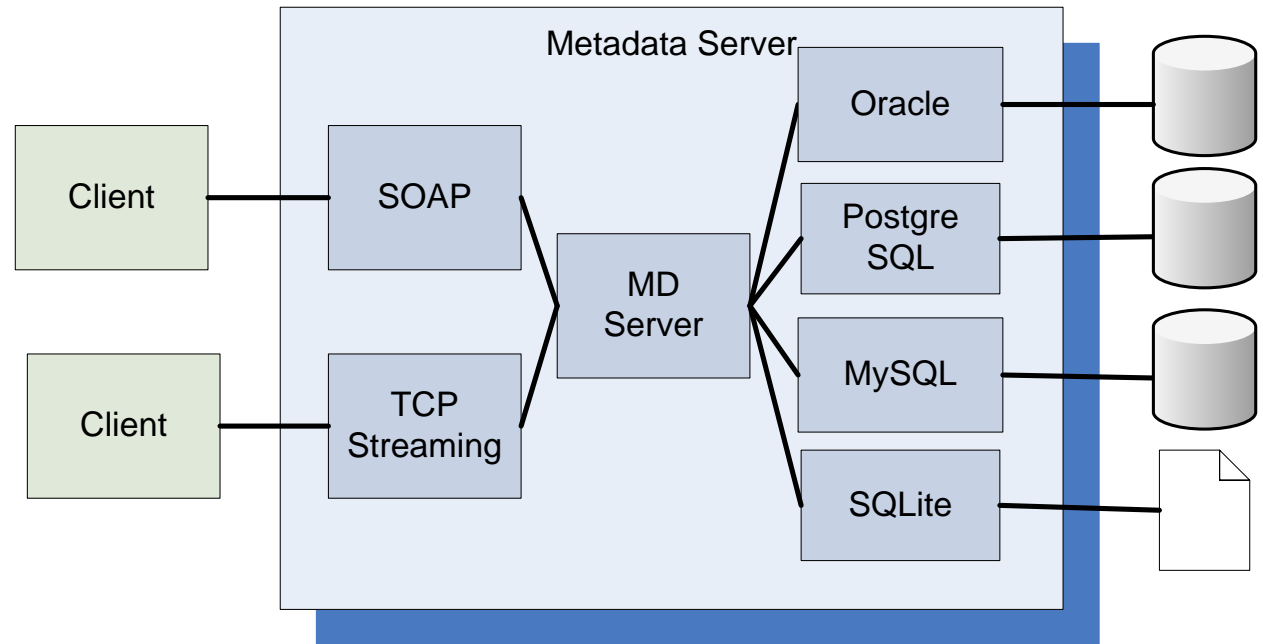 Metadata Server
Oracle
Client
SOAP
Postgre
SQL
MD
Server
MySQL
Client
TCP
Streaming
SQLite